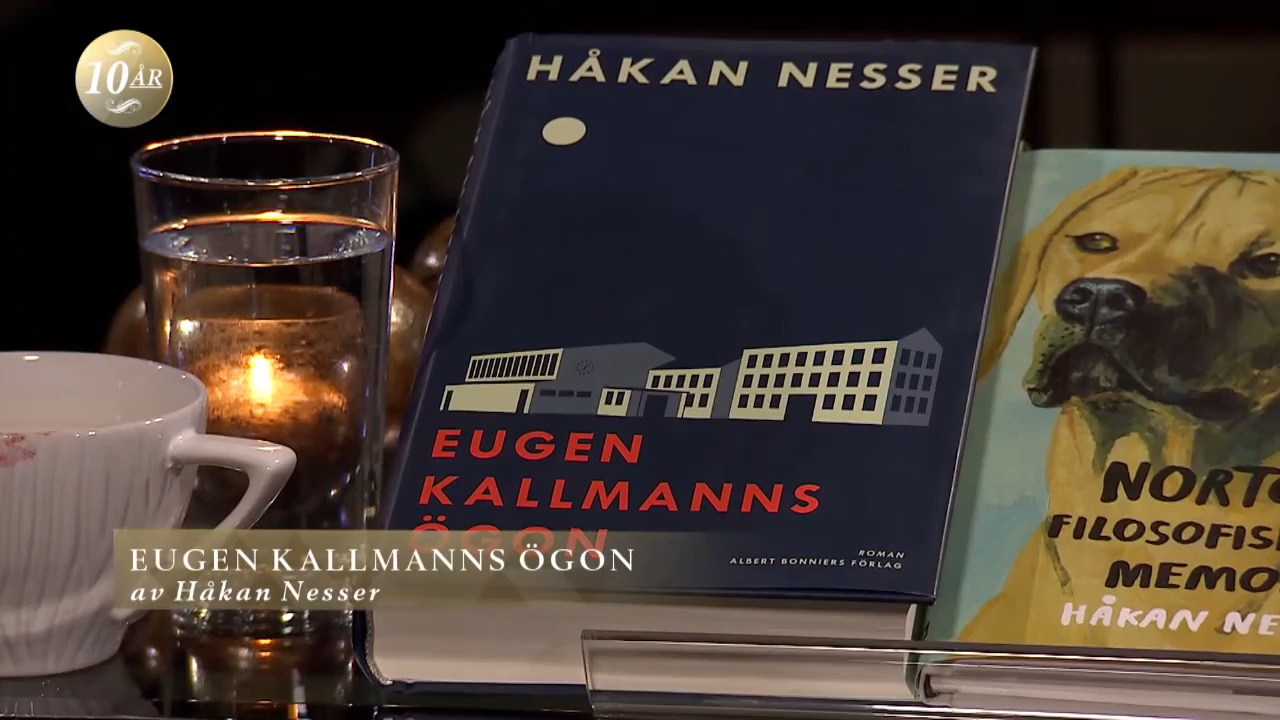 10 ÅR
HÅKAN NESSER
EUGEN
KALLMANNS
ÖGON
ROMAN
ALBERT BONNIERS FÖRLAG
FILOSOFIS
MEMO
HÅKAN NE
EUGEN KALLMANNS ÖGON
av Håkan Nesser